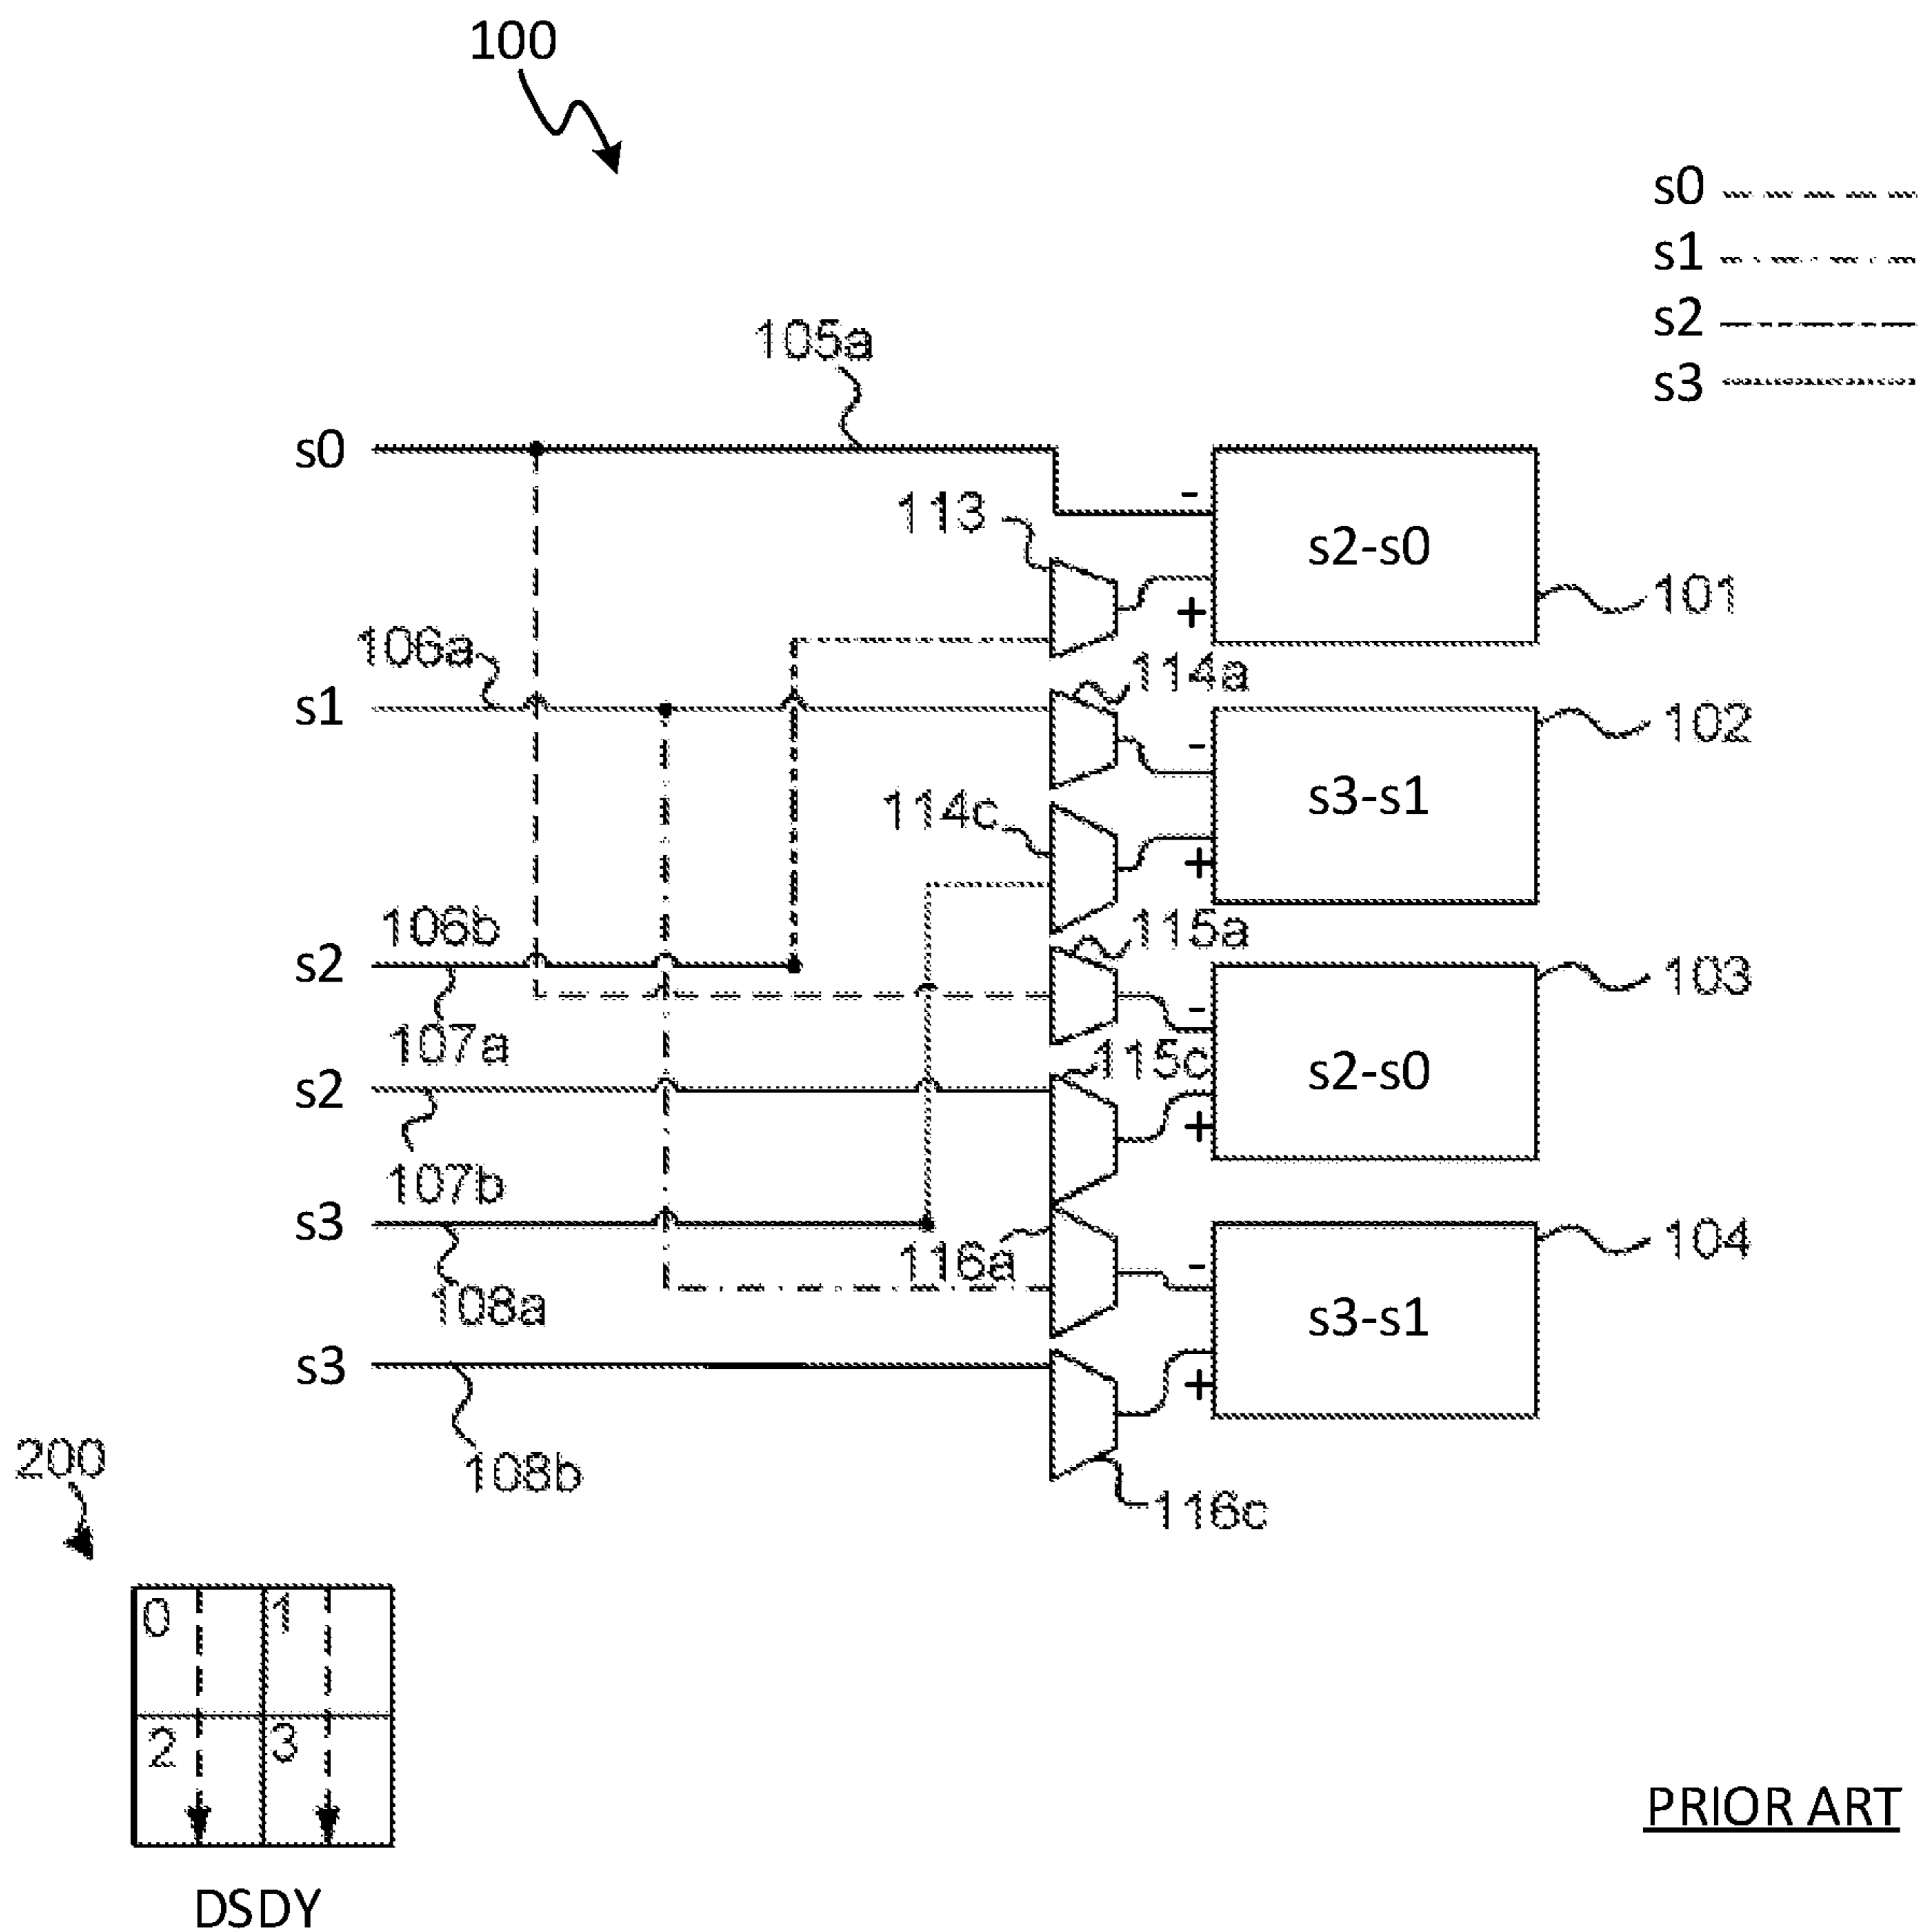 100
s0
s1
s2
s3
105a
s0
113
-
s2-s0
+
101
106a
114a
s1
102
-
s3-s1
114c
+
106b
115a
s2
103
-
107a
115c
s2-s0
s2
+
107b
s3
104
116a
-
108a
s3-s1
s3
+
200
108b
116c
0 1
2 3
PRIOR ART
DSDY